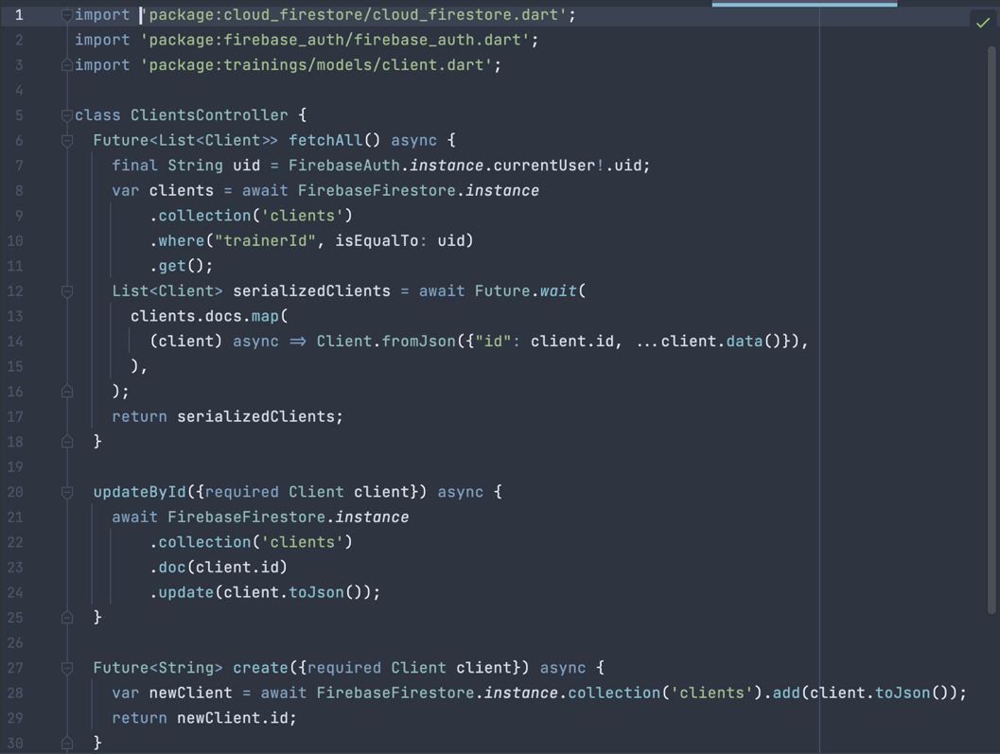 1 import 'package:cloud_firestore/cloud_firestore.dart';
2 import 'package:firebase_auth/firebase_auth.dart';
3 import 'package:trainings/models/client.dart';
4
5 class ClientsController {
6   Future<List<Client>> fetchAll() async {
7     final String uid = FirebaseAuth.instance.currentUser!.uid;
8     var clients = await FirebaseFirestore.instance
9         .collection('clients')
10         .where("trainerId", isEqualTo: uid)
11         .get();
12     List<Client> serializedClients = await Future.wait(
13       clients.docs.map(
14         (client) async => Client.fromJson({"id": client.id, ...client.data()}),
15       ),
16     );
17     return serializedClients;
18   }
19
20   updateById({required Client client}) async {
21     await FirebaseFirestore.instance
22         .collection('clients')
23         .doc(client.id)
24         .update(client.toJson());
25   }
26
27   Future<String> create({required Client client}) async {
28     var newClient = await FirebaseFirestore.instance.collection('clients').add(client.toJson());
29     return newClient.id;
30   }